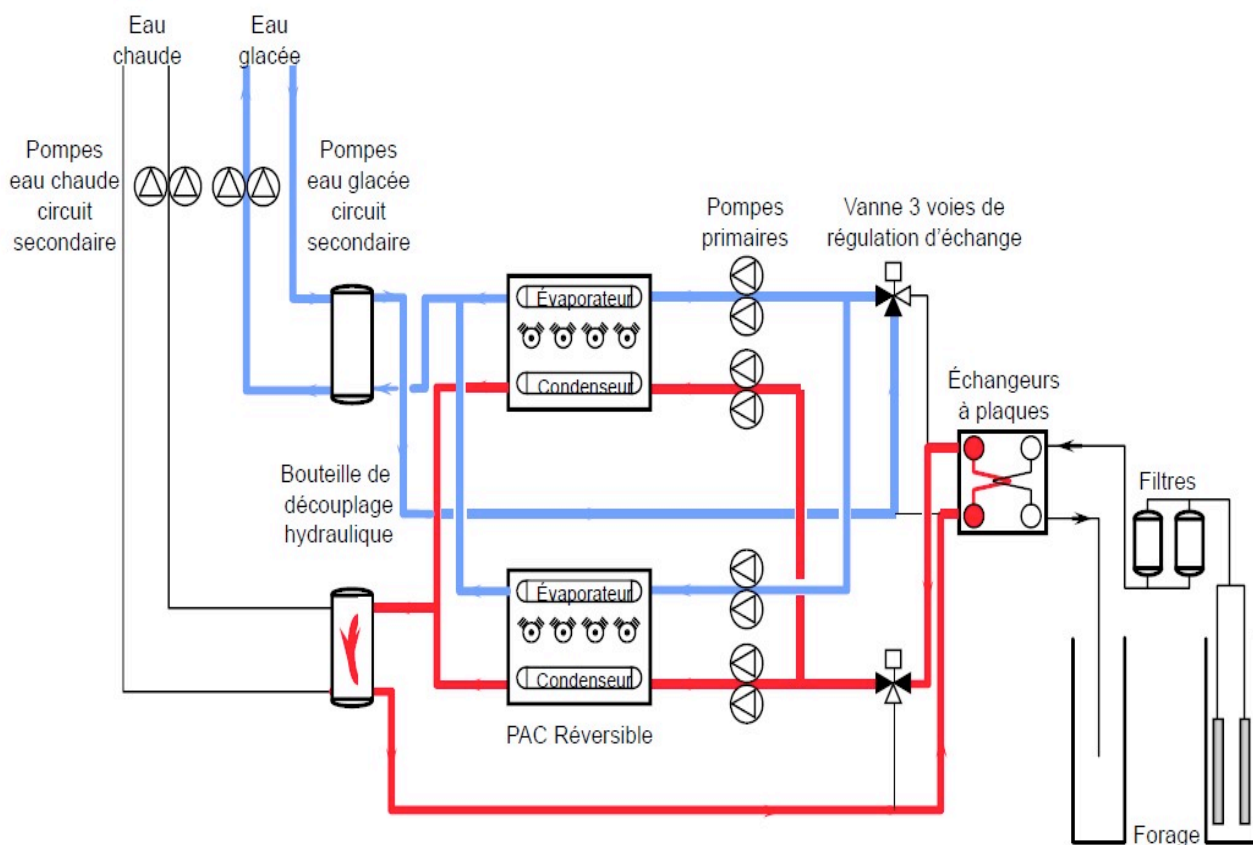 Eau
chaude
Eau
glacée
Pompes
eau chaude
circuit
secondaire
Pompes
eau glacée
circuit
secondaire
Pompes
primaires
Vanne 3 voies de
régulation d'échange
Évaporateur
Condenseur
Échangeurs
à plaques
Filtres
Bouteille de
découplage
hydraulique
Évaporateur
Condenseur
PAC Réversible
Forage